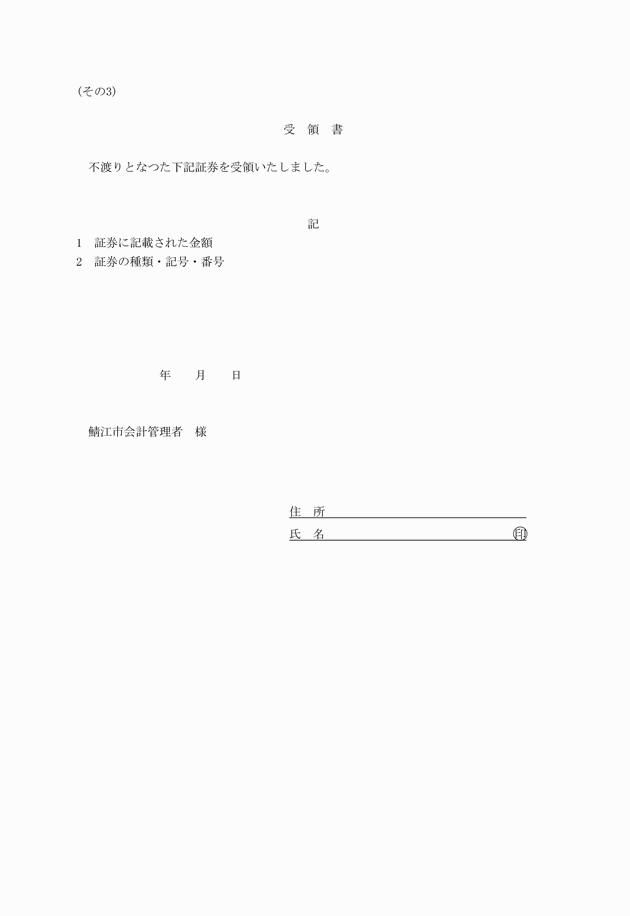 (その3)
受　領　書
不渡りとなつた下記証券を受領いたしました。
記
1　証券に記載された金額
2　証券の種類・記号・番号
年　　月　　日
鯖江市会計管理者　様
住　所
氏　名　　　　　　　　　　　　　　　　㊞